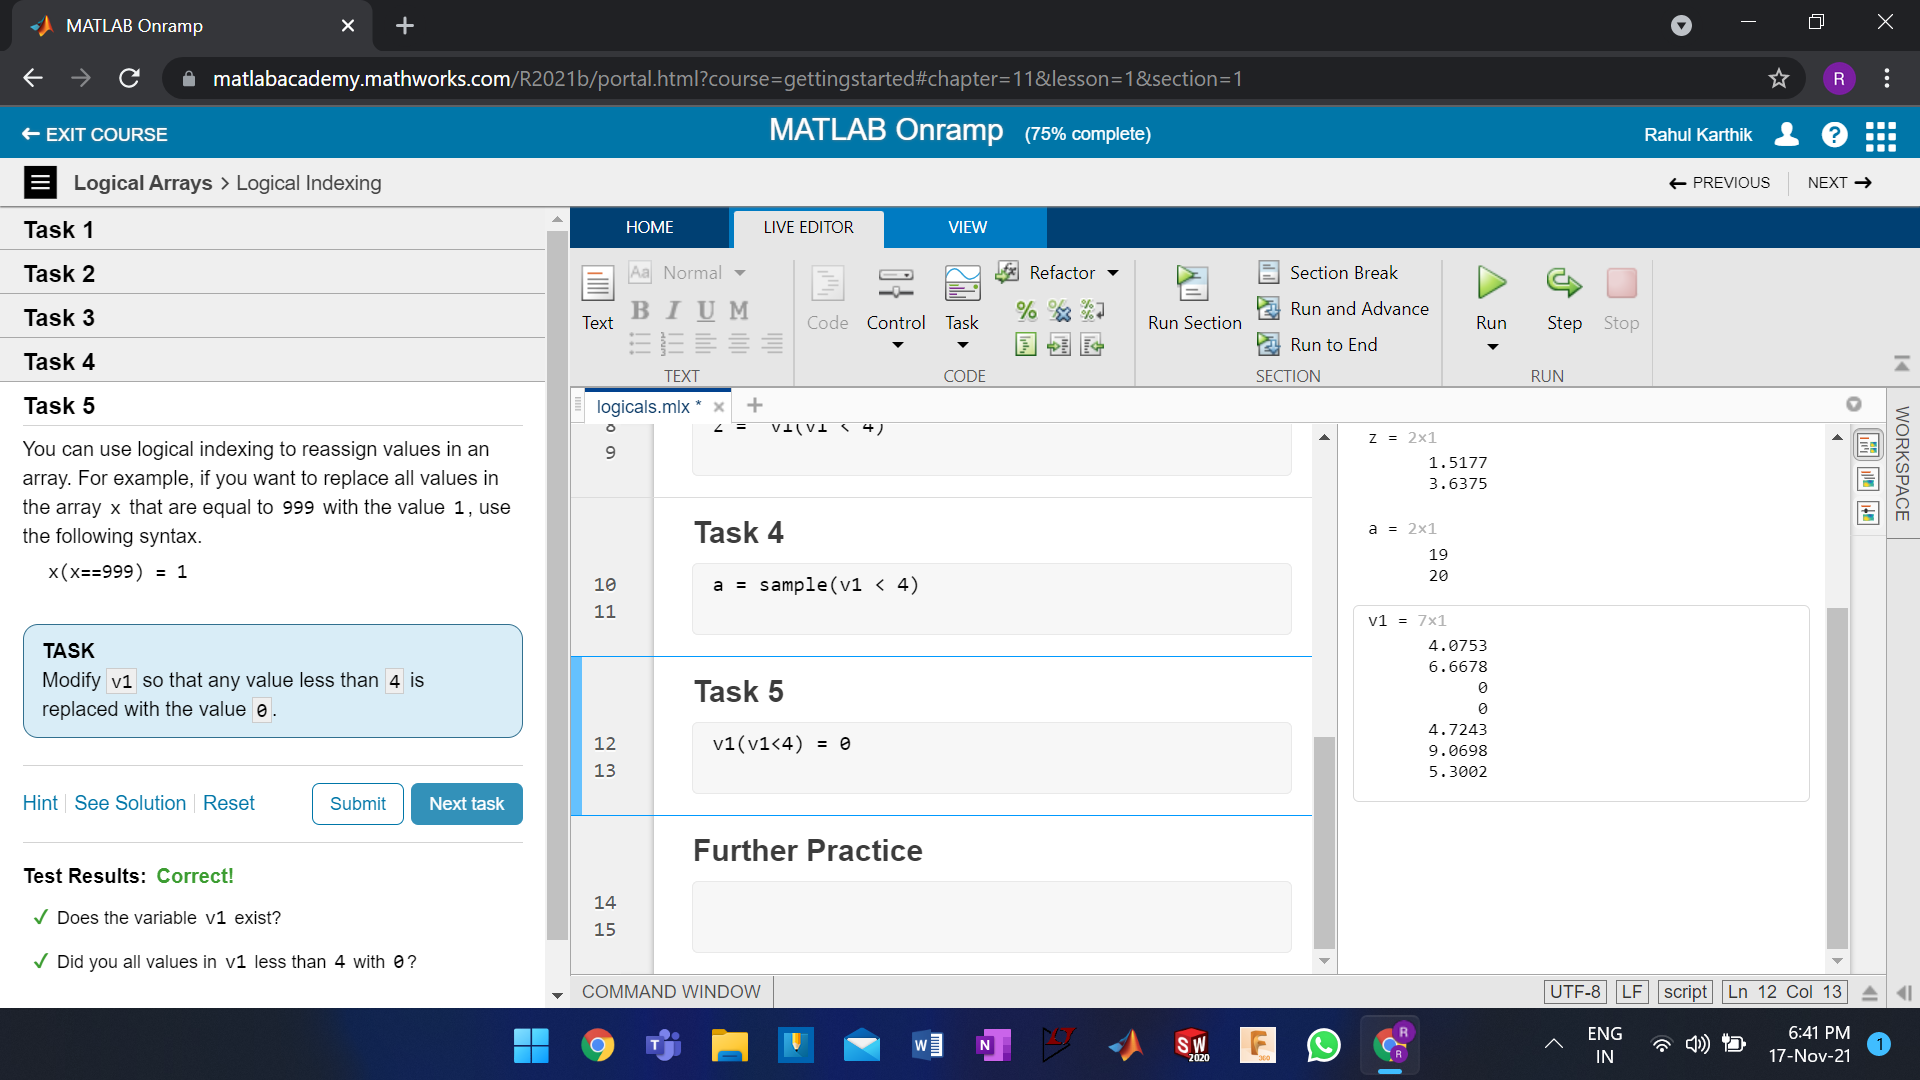 MATLAB Onramp
matlabacademy.mathworks.com/R2021b/portal.html?course=gettingstarted#chapter=11&lesson=1&section=1
R
EXIT COURSE
MATLAB Onramp (75% complete)
Rahul Karthik
Logical Arrays > Logical Indexing
PREVIOUS
NEXT
Task 1
Task 2
Task 3
Task 4
Task 5
You can use logical indexing to reassign values in an
array. For example, if you want to replace all values in
the array x that are equal to 999 with the value 1, use
the following syntax.
x(x==999) = 1
TASK
Modify v1 so that any value less than 4 is
replaced with the value 0.
Hint
See Solution
Reset
Submit
Next task
Test Results: Correct!
✓ Does the variable v1 exist?
✓ Did you all values in v1 less than 4 with 0?
HOME
LIVE EDITOR
VIEW
Text
Aa Normal
B I U M
TEXT
Code
Control
Task
Refactor
CODE
Run Section
Section Break
Run and Advance
Run to End
SECTION
Run
Step
Stop
RUN
logicals.mlx *
8 z = v1(v1 < 4)
9
Task 4
10 a = sample(v1 < 4)
11
Task 5
12 v1(v1<4) = 0
13
Further Practice
14
15
z = 2×1
1.5177
3.6375
a = 2×1
19
20
v1 = 7×1
4.0753
6.6678
0
0
4.7243
9.0698
5.3002
WORKSPACE
COMMAND WINDOW
UTF-8
LF
script
Ln 12 Col 13
ENG
IN
6:41 PM
17-Nov-21
1